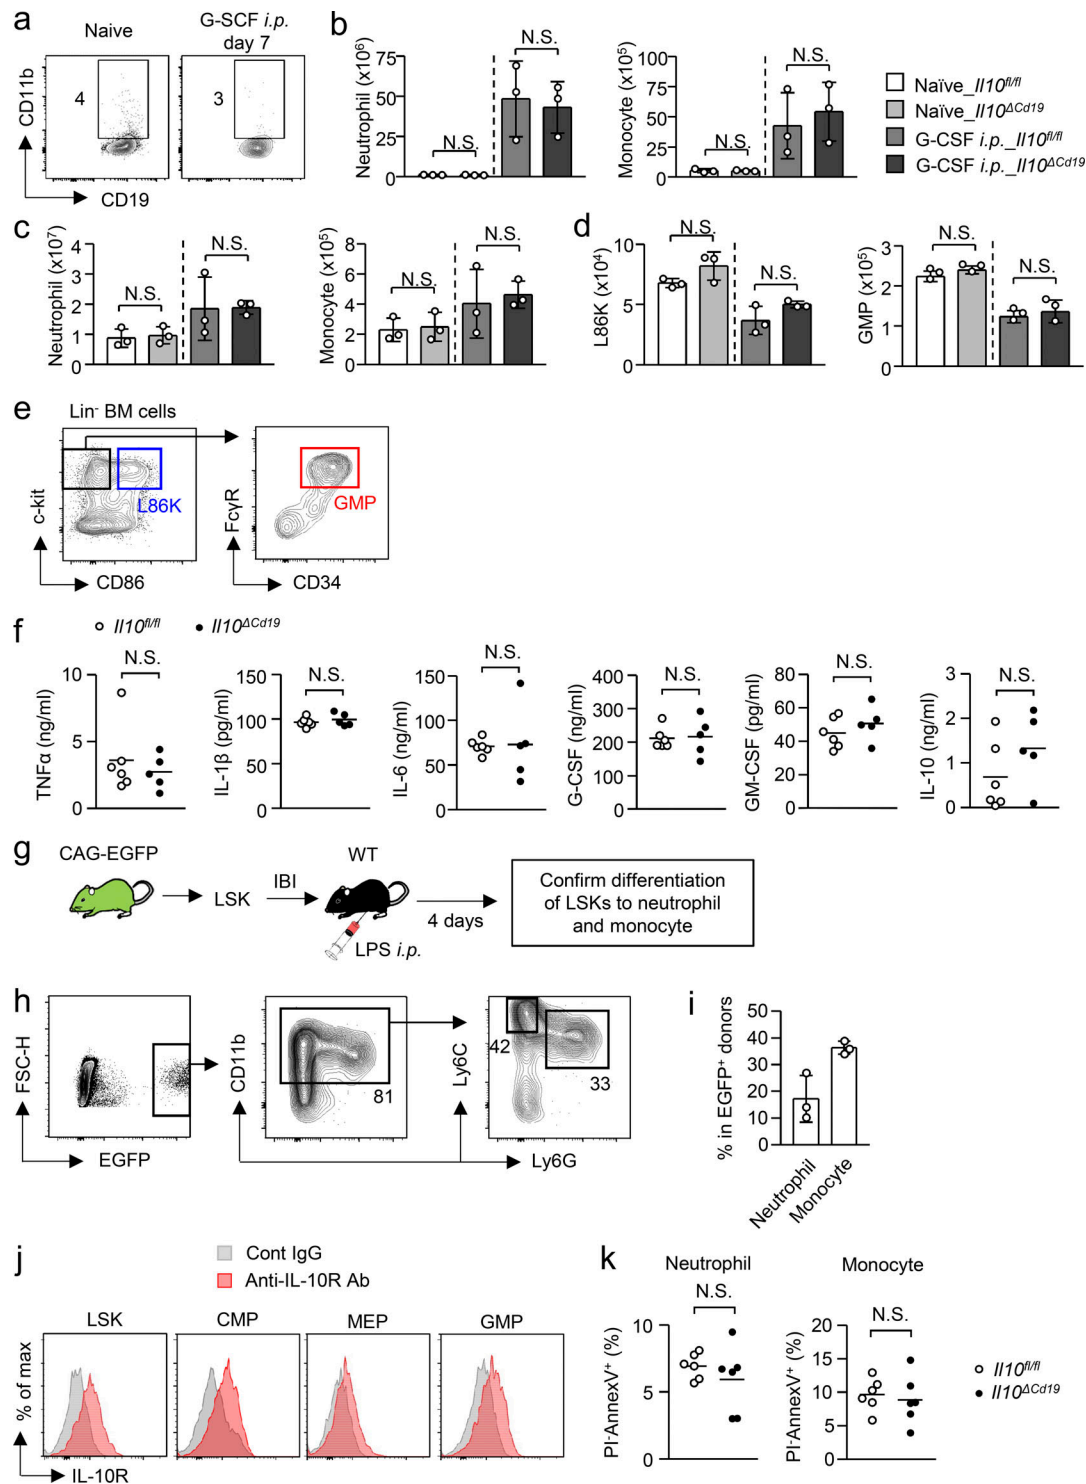 a
Naive
G-SCF i.p.
day 7
CD11b
4
3
CD19
b
Neutrophil (x10⁶)
75
50
25
0
N.S.
N.S.
Monocyte (x10⁵)
100
75
50
25
0
N.S.
N.S.
Naïve_Il10fl/fl
Naïve_Il10ΔCd19
G-CSF i.p._Il10fl/fl
G-CSF i.p._Il10ΔCd19
c
Neutrophil (x10⁷)
4
3
2
1
0
N.S.
N.S.
Monocyte (x10⁵)
8
6
4
2
0
N.S.
N.S.
d
L86K (x10⁴)
10
5
0
N.S.
N.S.
GMP (x10⁵)
3
2
1
0
N.S.
N.S.
e
Lin⁻ BM cells
c-kit
L86K
CD86
FcγR
GMP
CD34
f
Il10fl/fl
Il10ΔCd19
TNFα (ng/ml)
10
5
0
N.S.
IL-1β (pg/ml)
150
100
50
0
N.S.
IL-6 (ng/ml)
150
100
50
0
N.S.
G-CSF (ng/ml)
400
300
200
100
0
N.S.
GM-CSF (pg/ml)
80
60
40
20
0
N.S.
IL-10 (ng/ml)
3
2
1
0
N.S.
g
CAG-EGFP
LSK
IBI
WT
LPS i.p.
4 days
Confirm differentiation
of LSKs to neutrophil
and monocyte
h
FSC-H
EGFP
CD11b
81
Ly6C
42
33
Ly6G
i
% in EGFP⁺ donors
50
40
30
20
10
0
Neutrophil
Monocyte
j
Cont IgG
Anti-IL-10R Ab
LSK
CMP
MEP
GMP
% of max
IL-10R
k
Neutrophil
N.S.
PI⁻AnnexV⁺ (%)
10
5
0
Monocyte
N.S.
PI⁻AnnexV⁺ (%)
20
15
10
5
0
Il10fl/fl
Il10ΔCd19